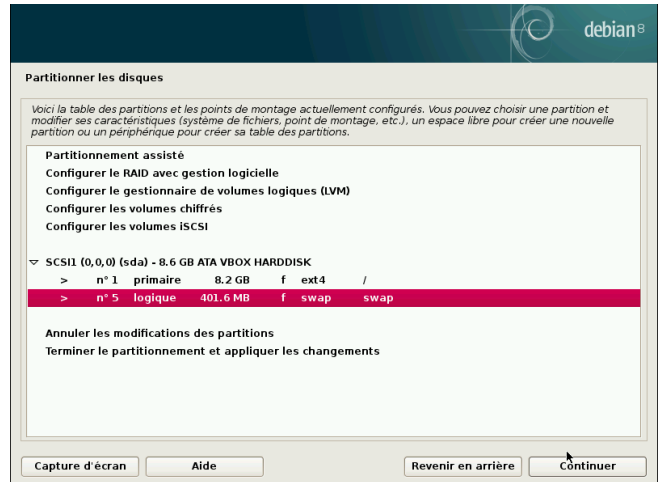 debian 8
Partitionner les disques
Voici la table des partitions et les points de montage actuellement configurés. Vous pouvez choisir une partition et
modifier ses caractéristiques (système de fichiers, point de montage, etc.), un espace libre pour créer une nouvelle
partition ou un périphérique pour créer sa table des partitions.
Partitionnement assisté
Configurer le RAID avec gestion logicielle
Configurer le gestionnaire de volumes logiques (LVM)
Configurer les volumes chiffrés
Configurer les volumes iSCSI
SCSI1 (0,0,0) (sda) - 8.6 GB ATA VBOX HARDDISK
> n° 1 primaire 8.2 GB f ext4 /
> n° 5 logique 401.6 MB f swap swap
Annuler les modifications des partitions
Terminer le partitionnement et appliquer les changements
Capture d'écran Aide Revenir en arrière Continuer